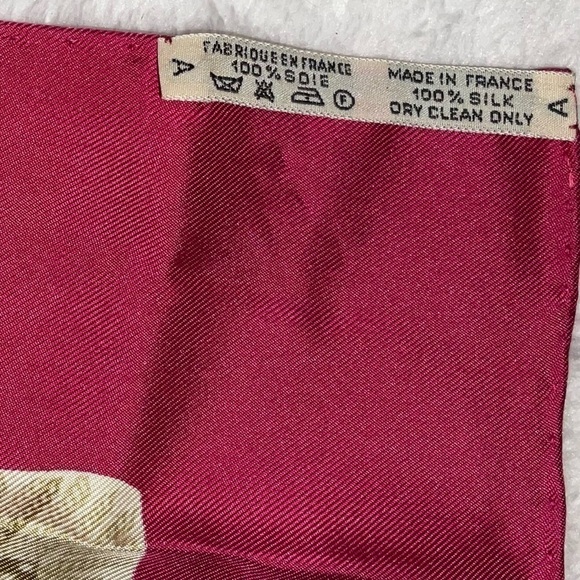 A
FABRIQUE EN FRANCE
100% SOIE
F
MADE IN FRANCE
100% SILK
DRY CLEAN ONLY
A